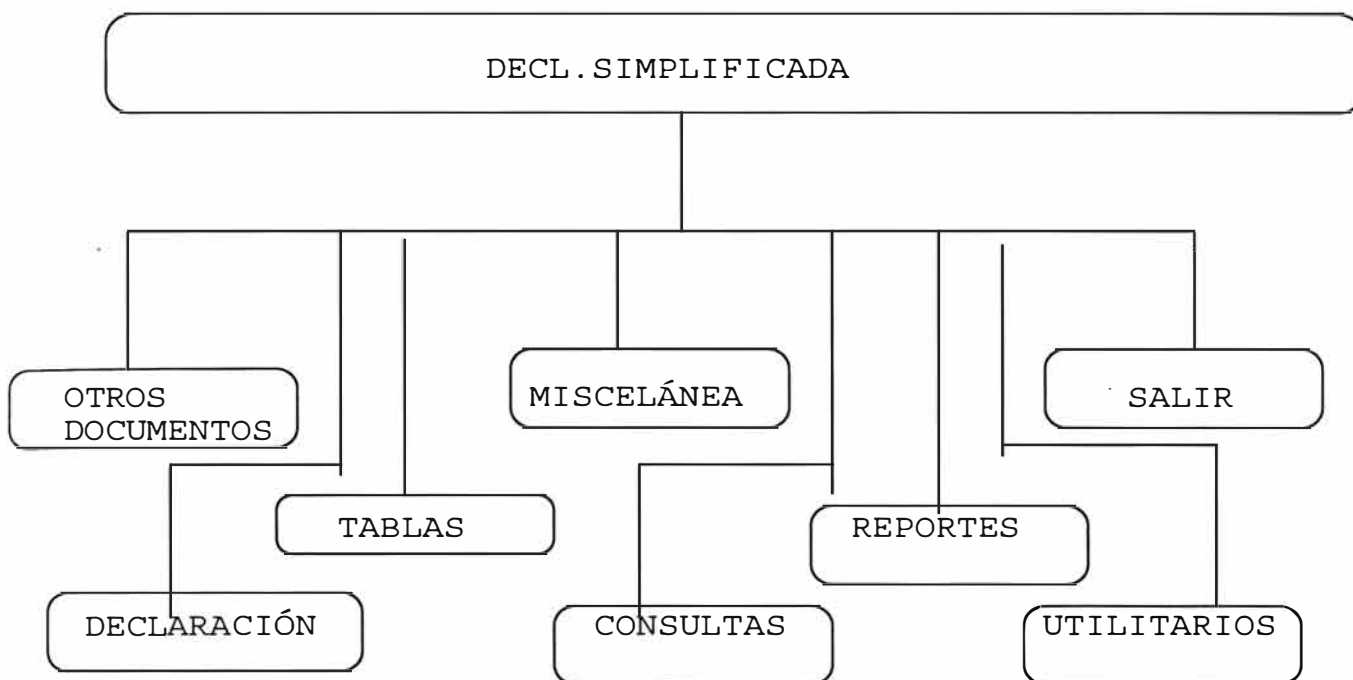 DECL.SIMPLIFICADA
OTROS
DOCUMENTOS
MISCELÁNEA
SALIR
TABLAS
REPORTES
DECLARACIÓN
CONSULTAS
UTILITARIOS